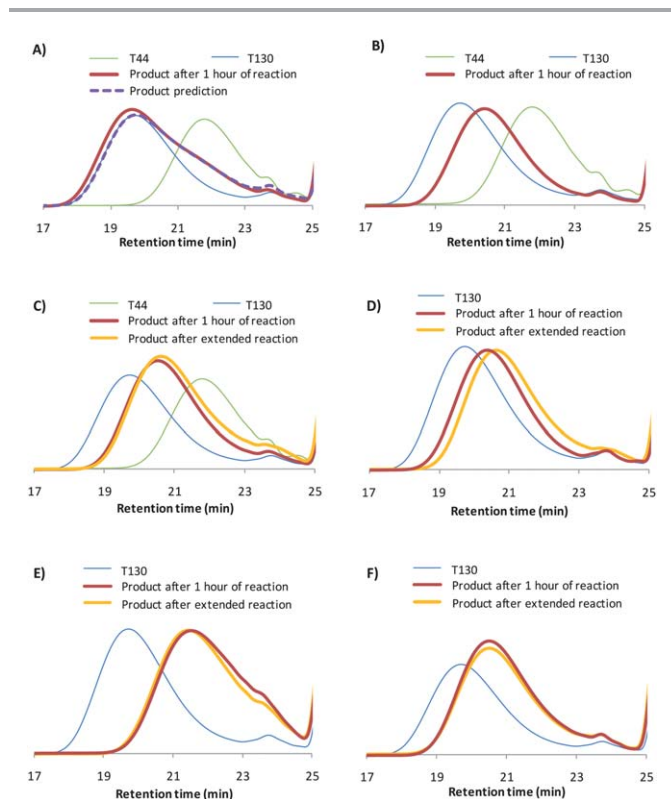 A)
T44 T130
Product after 1 hour of reaction
Product prediction
17 19 21 23 25
Retention time (min)
B)
T44 T130
Product after 1 hour of reaction
17 19 21 23 25
Retention time (min)
C)
T44 T130
Product after 1 hour of reaction
Product after extended reaction
17 19 21 23 25
Retention time (min)
D)
T130
Product after 1 hour of reaction
Product after extended reaction
17 19 21 23 25
Retention time (min)
E)
T130
Product after 1 hour of reaction
Product after extended reaction
17 19 21 23 25
Retention time (min)
F)
T130
Product after 1 hour of reaction
Product after extended reaction
17 19 21 23 25
Retention time (min)